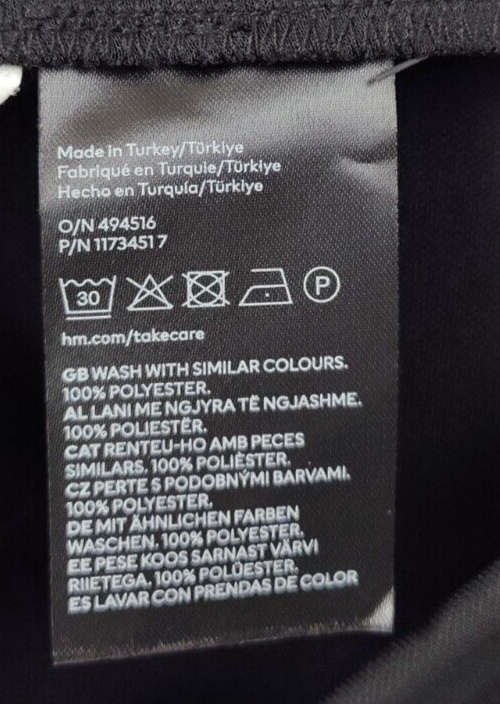 Made in Turkey/Türkiye
Fabriqué en Turquie/Türkiye
Hecho en Turquía/Türkiye
O/N 494516
P/N 11734517
30 P
hm.com/takecare
GB WASH WITH SIMILAR COLOURS.
100% POLYESTER.
AL LANI ME NGJYRA TË NGJASHME.
100% POLIESTËR.
CAT RENTEU-HO AMB PECES
SIMILARS. 100% POLIÈSTER.
CZ PERTE S PODOBNÝMI BARVAMI.
100% POLYESTER.
DE MIT ÄHNLICHEN FARBEN
WASCHEN. 100% POLYESTER.
EE PESE KOOS SARNAST VÄRVI
RIIETEGA. 100% POLÜESTER.
ES LAVAR CON PRENDAS DE COLOR